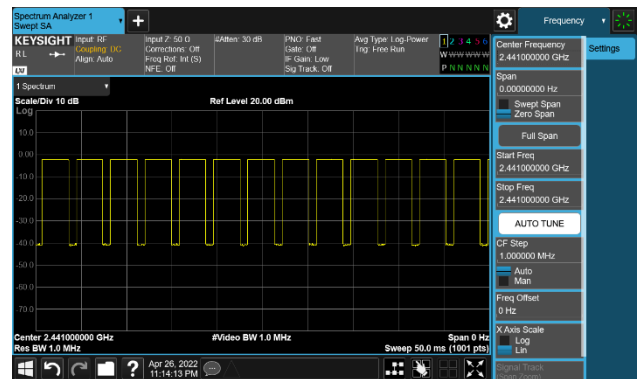 Spectrum Analyzer 1
Swept SA
+
Frequency
KEYSIGHT
RL
Input: RF
Coupling: DC
Align: Auto
Input Z: 50 Ω
Corrections: Off
Freq Ref: Int (S)
NFE: Off
#Atten: 30 dB
PNO: Fast
Gate: Off
IF Gain: Low
Sig Track: Off
Avg Type: Log-Power
Trig: Free Run
1 2 3 4 5 6
W W W W W W
P N N N N N
LXI
1 Spectrum
Scale/Div 10 dB
Ref Level 20.00 dBm
Log
10.0
0.00
-10.0
-20.0
-30.0
-40.0
-50.0
-60.0
-70.0
Center 2.441000000 GHz
#Video BW 1.0 MHz
Span 0 Hz
Res BW 1.0 MHz
Sweep 50.0 ms (1001 pts)
?
Apr 26, 2022
11:14:13 PM
Center Frequency
2.441000000 GHz
Settings
Span
0.00000000 Hz
Swept Span
Zero Span
Full Span
Start Freq
2.441000000 GHz
Stop Freq
2.441000000 GHz
AUTO TUNE
CF Step
1.000000 MHz
Auto
Man
Freq Offset
0 Hz
X Axis Scale
Log
Lin
Signal Track
(Span Zoom)